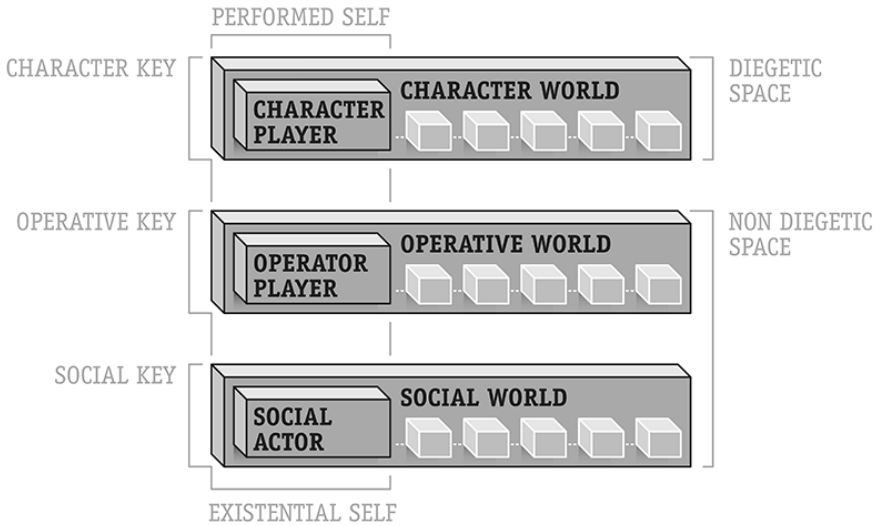 PERFORMED SELF
CHARACTER KEY
CHARACTER
PLAYER
CHARACTER WORLD
DIEGETIC
SPACE
OPERATIVE KEY
OPERATOR
PLAYER
OPERATIVE WORLD
NON DIEGETIC
SPACE
SOCIAL KEY
SOCIAL
ACTOR
SOCIAL WORLD
EXISTENTIAL SELF